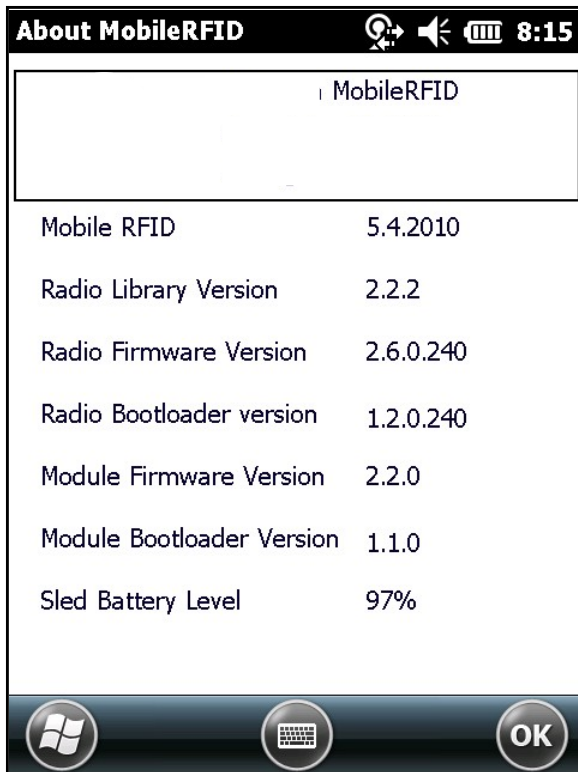 About MobileRFID 8:15
MobileRFID
Mobile RFID 5.4.2010
Radio Library Version 2.2.2
Radio Firmware Version 2.6.0.240
Radio Bootloader version 1.2.0.240
Module Firmware Version 2.2.0
Module Bootloader Version 1.1.0
Sled Battery Level 97%
OK